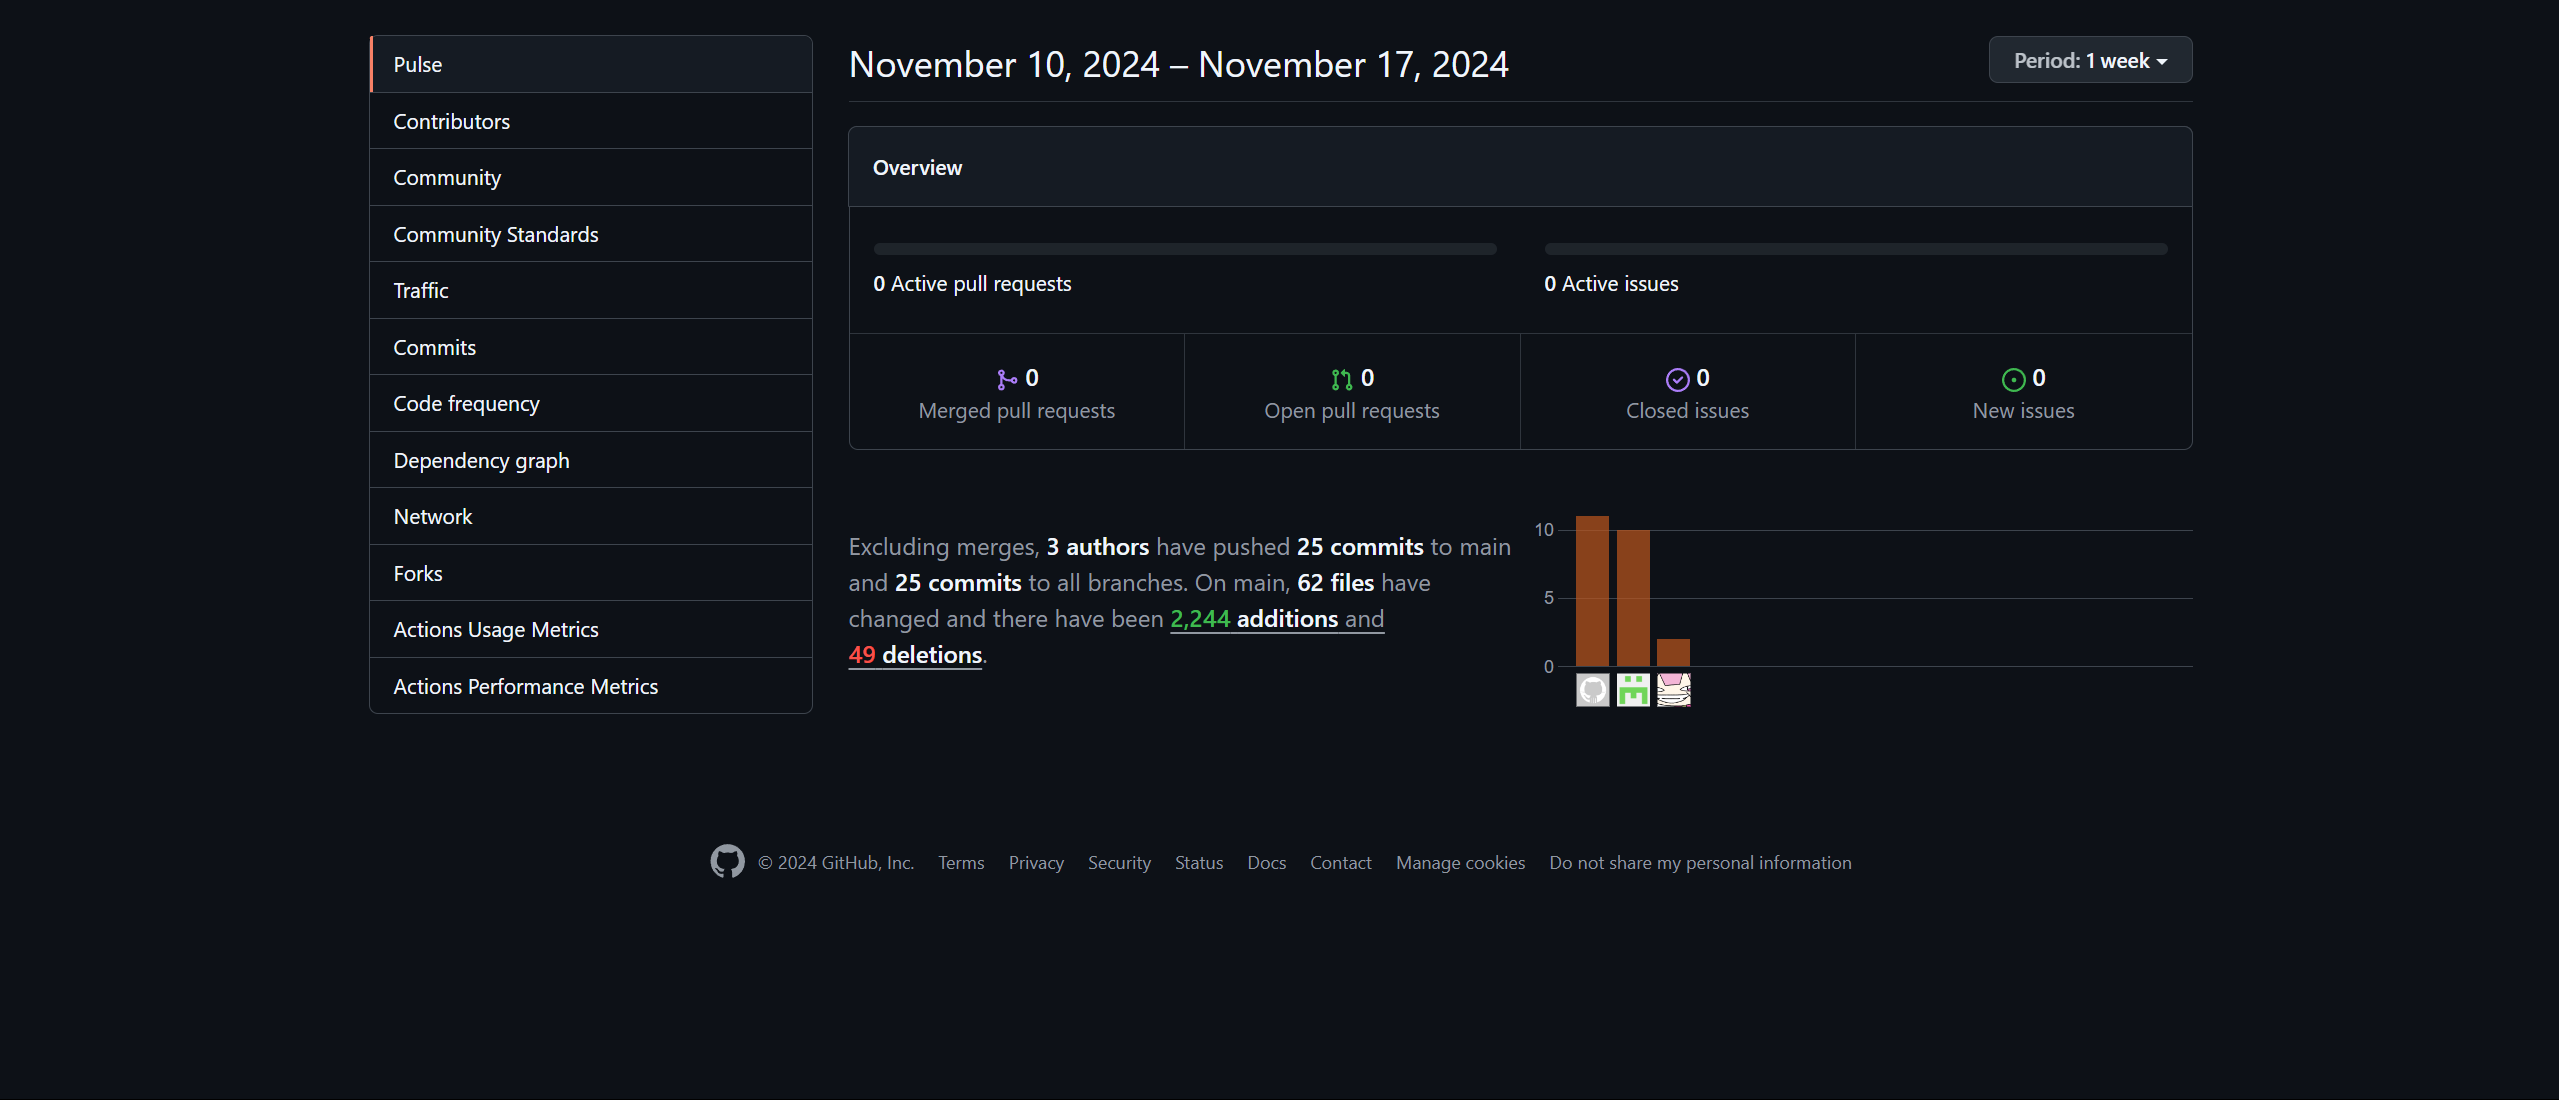 Pulse
Contributors
Community
Community Standards
Traffic
Commits
Code frequency
Dependency graph
Network
Forks
Actions Usage Metrics
Actions Performance Metrics
November 10, 2024 – November 17, 2024
Period: 1 week
Overview
0 Active pull requests
0 Active issues
0
Merged pull requests
0
Open pull requests
0
Closed issues
0
New issues
Excluding merges, 3 authors have pushed 25 commits to main
and 25 commits to all branches. On main, 62 files have
changed and there have been 2,244 additions and
49 deletions.
10
5
0
© 2024 GitHub, Inc. Terms Privacy Security Status Docs Contact Manage cookies Do not share my personal information